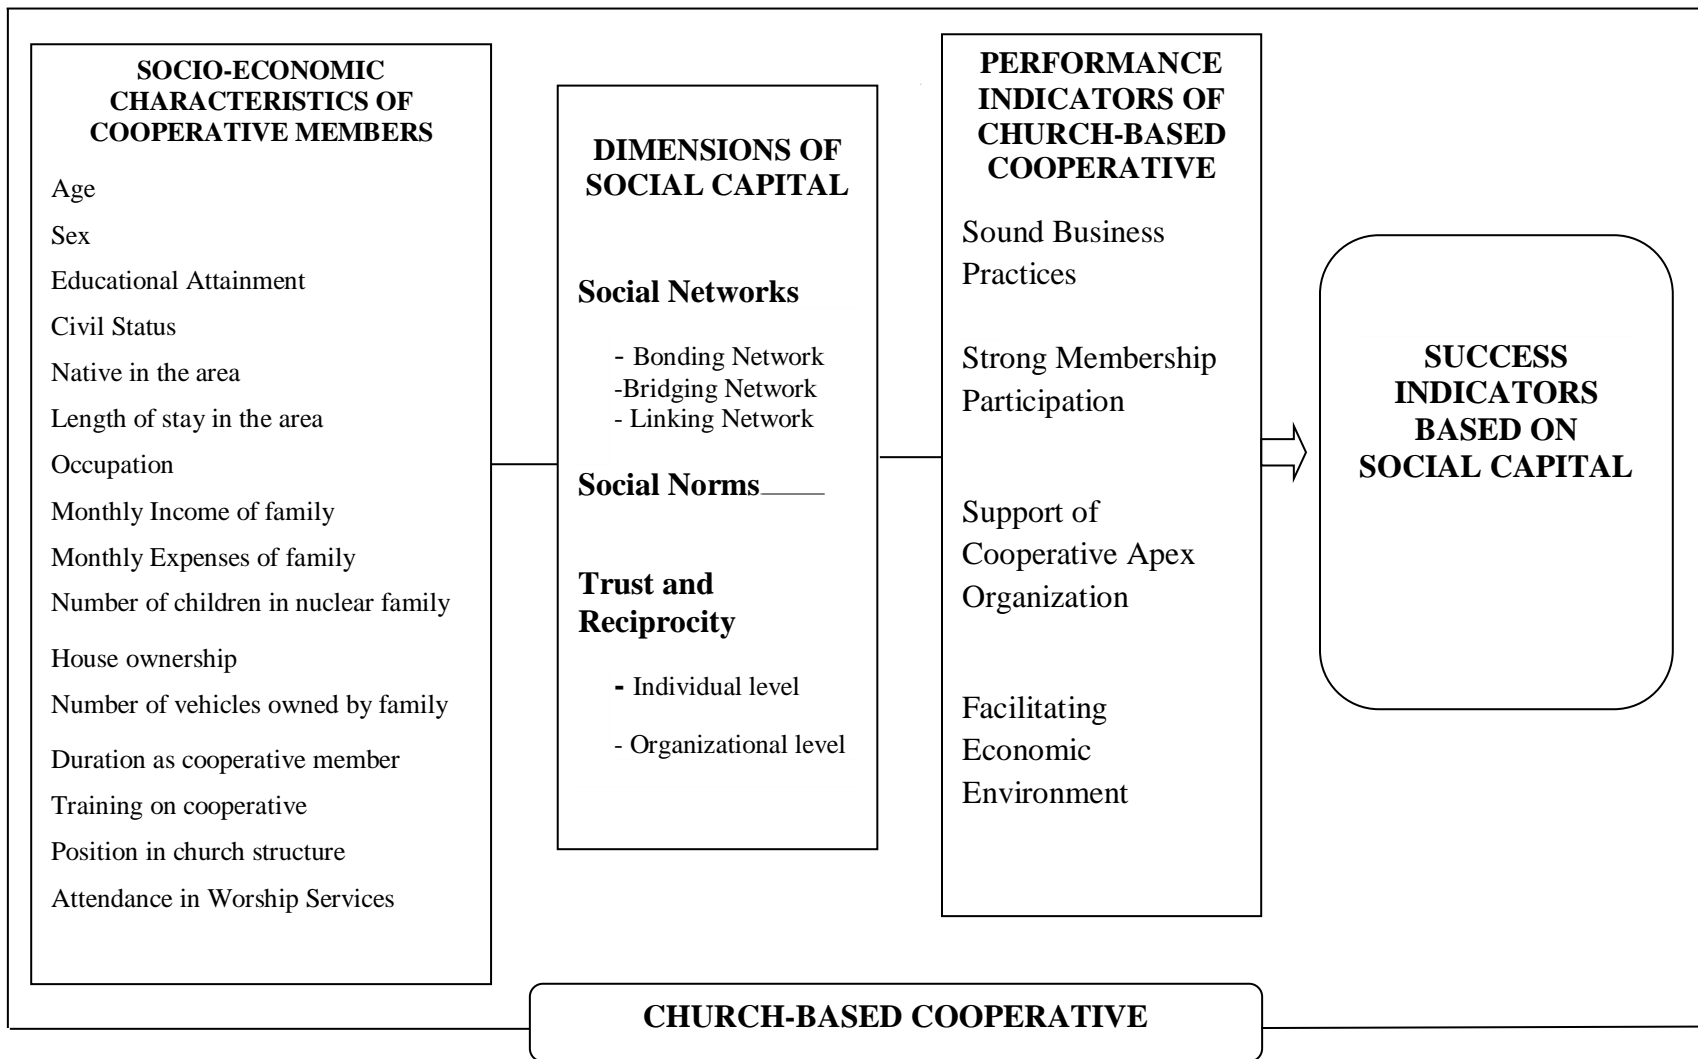 SOCIO-ECONOMIC
CHARACTERISTICS OF
COOPERATIVE MEMBERS
Age
Sex
Educational Attainment
Civil Status
Native in the area
Length of stay in the area
Occupation
Monthly Income of family
Monthly Expenses of family
Number of children in nuclear family
House ownership
Number of vehicles owned by family
Duration as cooperative member
Training on cooperative
Position in church structure
Attendance in Worship Services
DIMENSIONS OF
SOCIAL CAPITAL
Social Networks
- Bonding Network
-Bridging Network
- Linking Network
Social Norms
Trust and
Reciprocity
- Individual level
- Organizational level
PERFORMANCE
INDICATORS OF
CHURCH-BASED
COOPERATIVE
Sound Business
Practices
Strong Membership
Participation
Support of
Cooperative Apex
Organization
Facilitating
Economic
Environment
SUCCESS
INDICATORS
BASED ON
SOCIAL CAPITAL
CHURCH-BASED COOPERATIVE